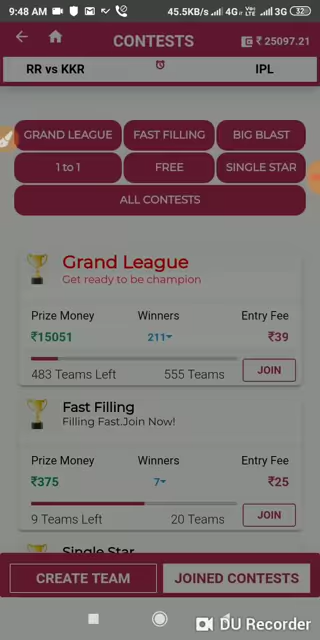 9:48 AM 45.5KB/s 4G VoLTE 3G 32
CONTESTS ₹ 25097.21
RR vs KKR IPL
GRAND LEAGUE FAST FILLING BIG BLAST
1 to 1 FREE SINGLE STAR
ALL CONTESTS
Grand League
Get ready to be champion
Prize Money Winners Entry Fee
₹15051 211 ₹39
483 Teams Left 555 Teams JOIN
Fast Filling
Filling Fast.Join Now!
Prize Money Winners Entry Fee
₹375 7 ₹25
9 Teams Left 20 Teams JOIN
Single Star
CREATE TEAM JOINED CONTESTS
DU Recorder